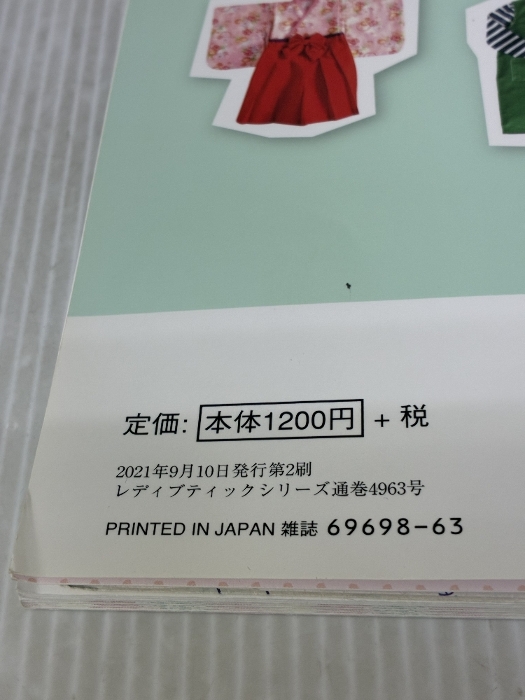 定価: 本体1200円 + 税
2021年9月10日発行第2刷
レディブティックシリーズ通巻4963号
PRINTED IN JAPAN 雑誌 69698-63